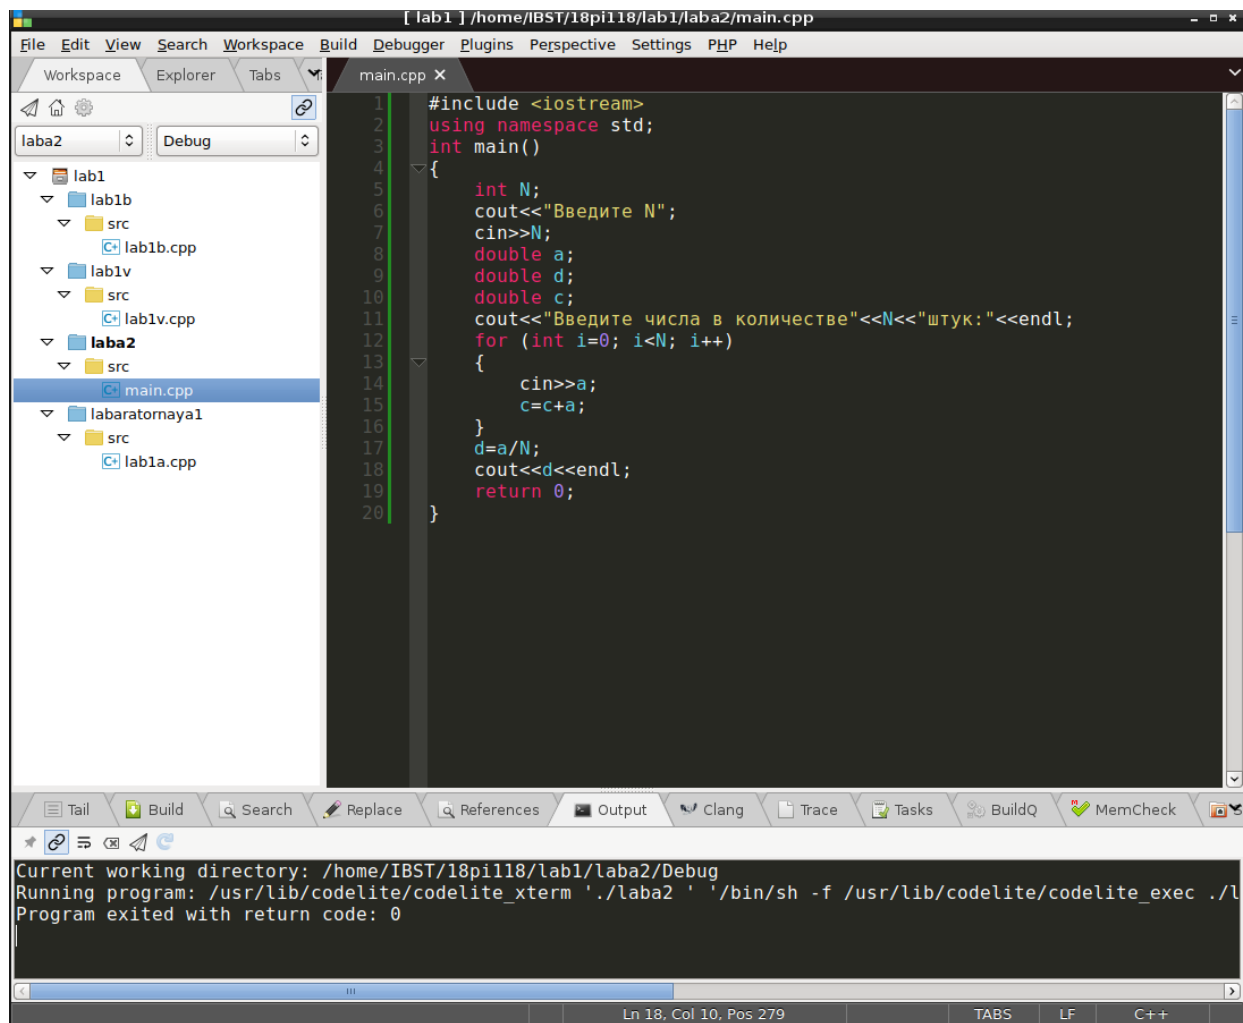 [ lab1 ] /home/IBST/18pi118/lab1/laba2/main.cpp
File Edit View Search Workspace Build Debugger Plugins Perspective Settings PHP Help
Workspace Explorer Tabs
main.cpp
laba2 Debug
lab1
lab1b
src
lab1b.cpp
lab1v
src
lab1v.cpp
laba2
src
main.cpp
labaratornaya1
src
lab1a.cpp
1 #include <iostream>
2 using namespace std;
3 int main()
4 {
5 int N;
6 cout<<"Введите N";
7 cin>>N;
8 double a;
9 double d;
10 double c;
11 cout<<"Введите числа в количестве"<<N<<"штук:"<<endl;
12 for (int i=0; i<N; i++)
13 {
14 cin>>a;
15 c=c+a;
16 }
17 d=a/N;
18 cout<<d<<endl;
19 return 0;
20 }
Tail Build Search Replace References Output Clang Trace Tasks BuildQ MemCheck
Current working directory: /home/IBST/18pi118/lab1/laba2/Debug
Running program: /usr/lib/codelite/codelite_xterm './laba2 ' '/bin/sh -f /usr/lib/codelite/codelite_exec ./l
Program exited with return code: 0
Ln 18, Col 10, Pos 279 TABS LF C++